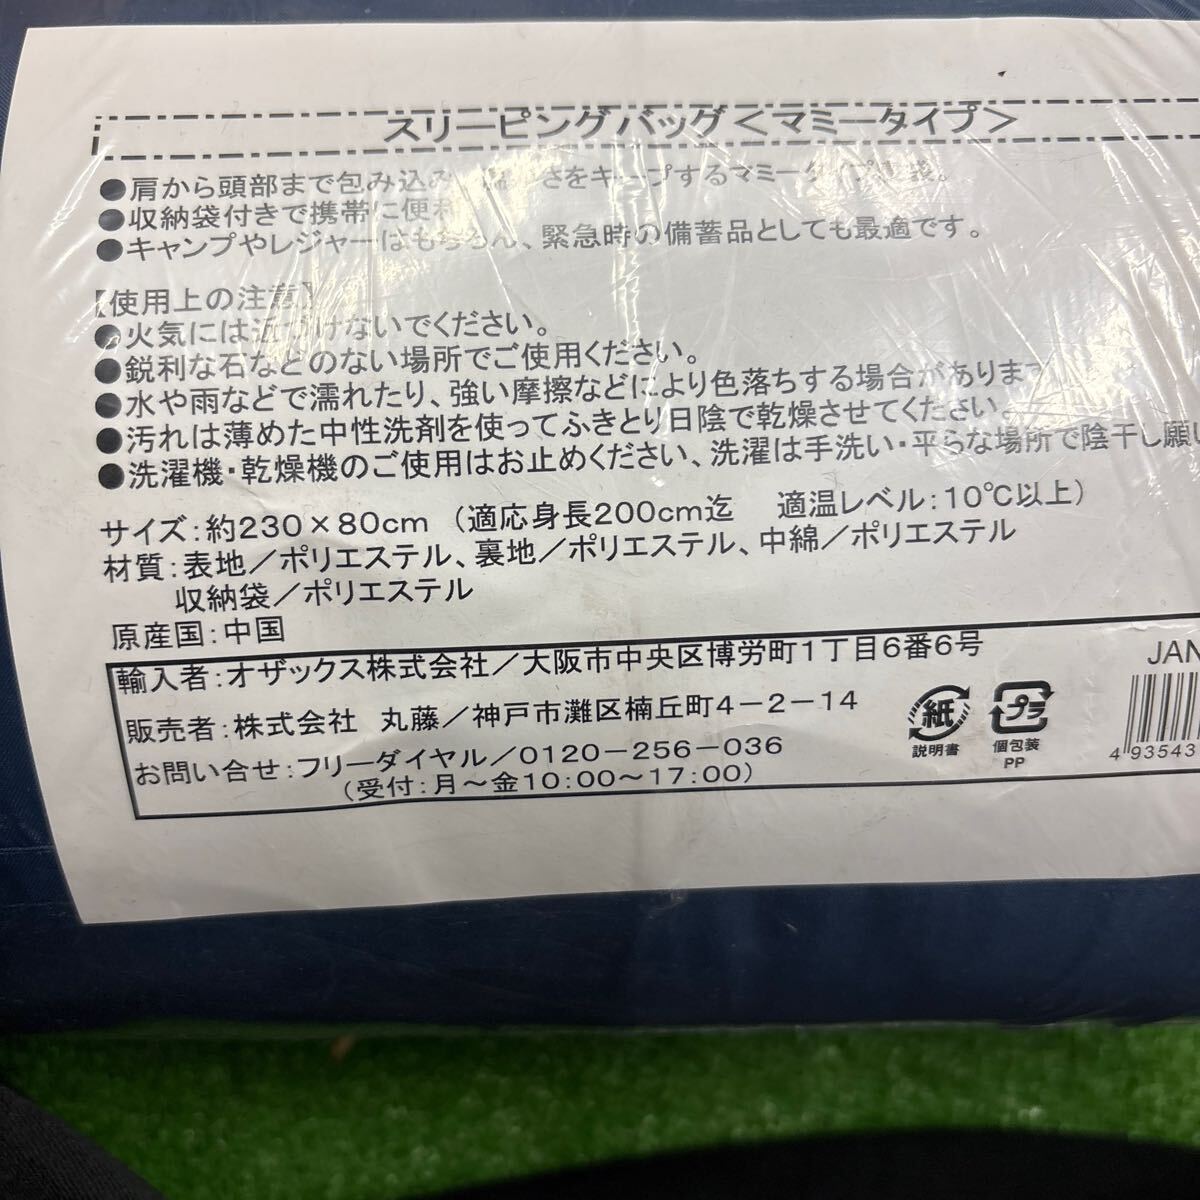 スリーピングバッグ＜マミータイプ＞
●肩から頭部まで包み込み さをキープするマミータイプ
●収納袋付きで携帯に便利
●キャンプやレジャーはもちろん、緊急時の備蓄品としても最適です。
【使用上の注意】
●火気には近づけないでください。
●鋭利な石などのない場所でご使用ください。
●水や雨などで濡れたり、強い摩擦などにより色落ちする場合があります
●汚れは薄めた中性洗剤を使ってふきとり日陰で乾燥させてください。
●洗濯機・乾燥機のご使用はお止めください、洗濯は手洗い・平らな場所で陰干し願い
サイズ：約230×80cm （適応身長200cm迄 適温レベル：10℃以上）
材質：表地／ポリエステル、裏地／ポリエステル、中綿／ポリエステル
収納袋／ポリエステル
原産国：中国
輸入者：オザックス株式会社／大阪市中央区博労町1丁目6番6号
販売者：株式会社 丸藤／神戸市灘区楠丘町4－2－14
お問い合せ：フリーダイヤル／0120－256－036
（受付：月～金10：00～17：00）
紙
説明書
プラ
個包装
PP
JAN
4 93543